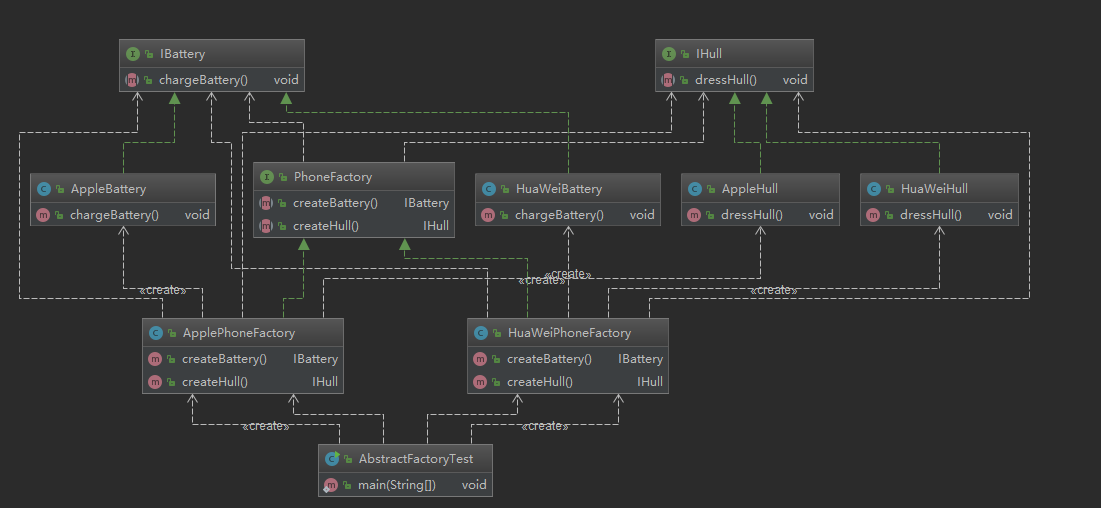 IBattery
chargeBattery() void
IHull
dressHull() void
AppleBattery
chargeBattery() void
PhoneFactory
createBattery() IBattery
createHull() IHull
HuaWeiBattery
chargeBattery() void
AppleHull
dressHull() void
HuaWeiHull
dressHull() void
«create»
«create»
«create»
«create»
ApplePhoneFactory
createBattery() IBattery
createHull() IHull
HuaWeiPhoneFactory
createBattery() IBattery
createHull() IHull
«create»
«create»
AbstractFactoryTest
main(String[]) void